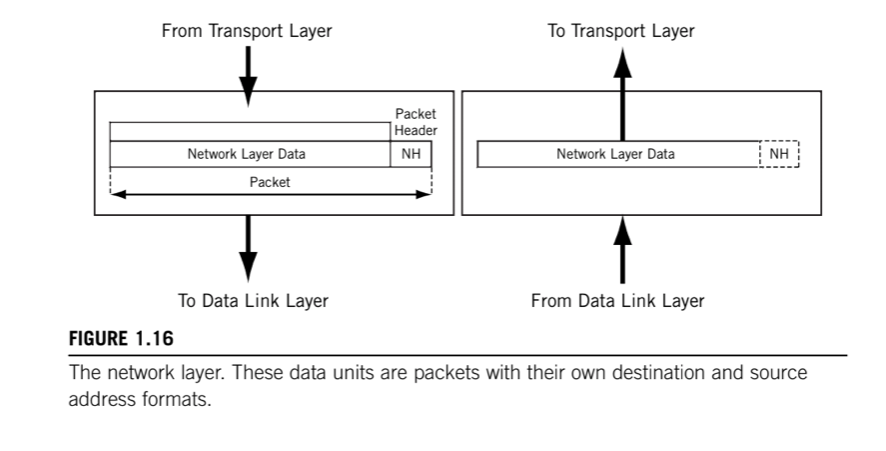 From Transport Layer
To Transport Layer
Packet
Header
Network Layer Data
NH
Packet
Network Layer Data
NH
To Data Link Layer
From Data Link Layer
FIGURE 1.16
The network layer. These data units are packets with their own destination and source
address formats.